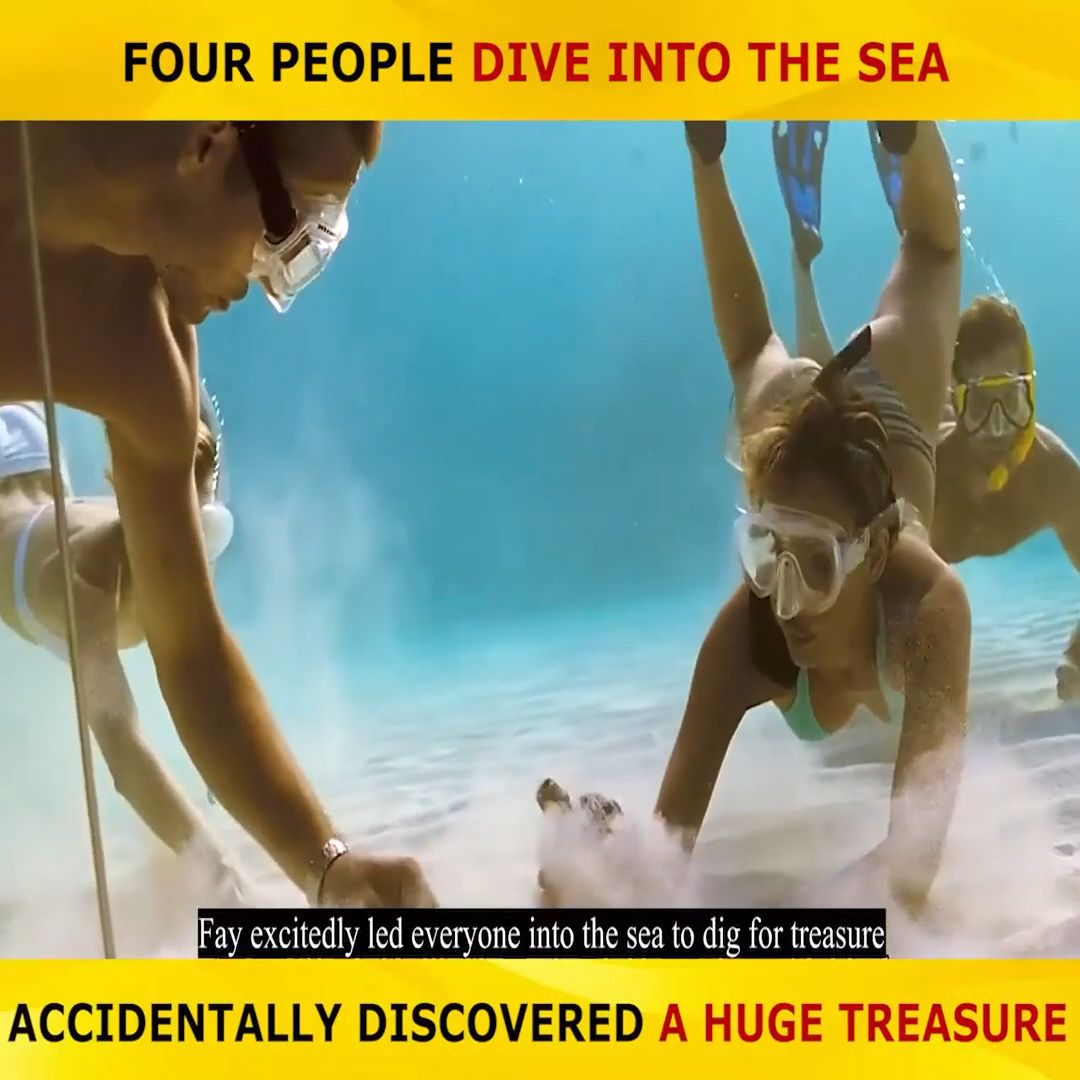 FOUR PEOPLE DIVE INTO THE SEA
Fay excitedly led everyone into the sea to dig for treasure
ACCIDENTALLY DISCOVERED A HUGE TREASURE